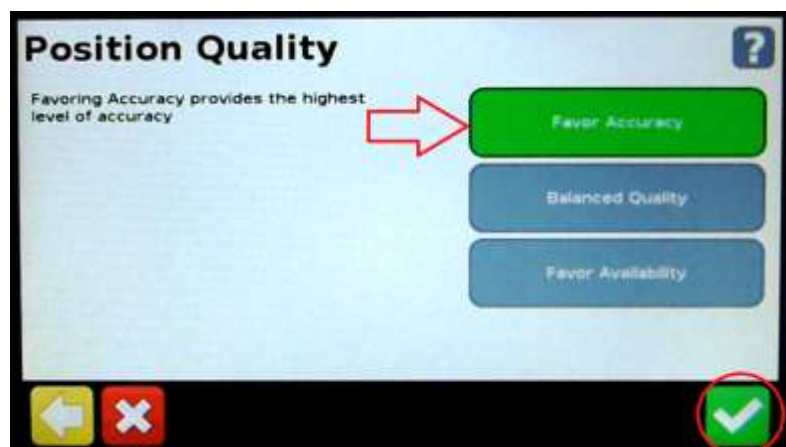 Position Quality
?
Favoring Accuracy provides the highest
level of accuracy
Favor Accuracy
Balanced Quality
Favor Availability